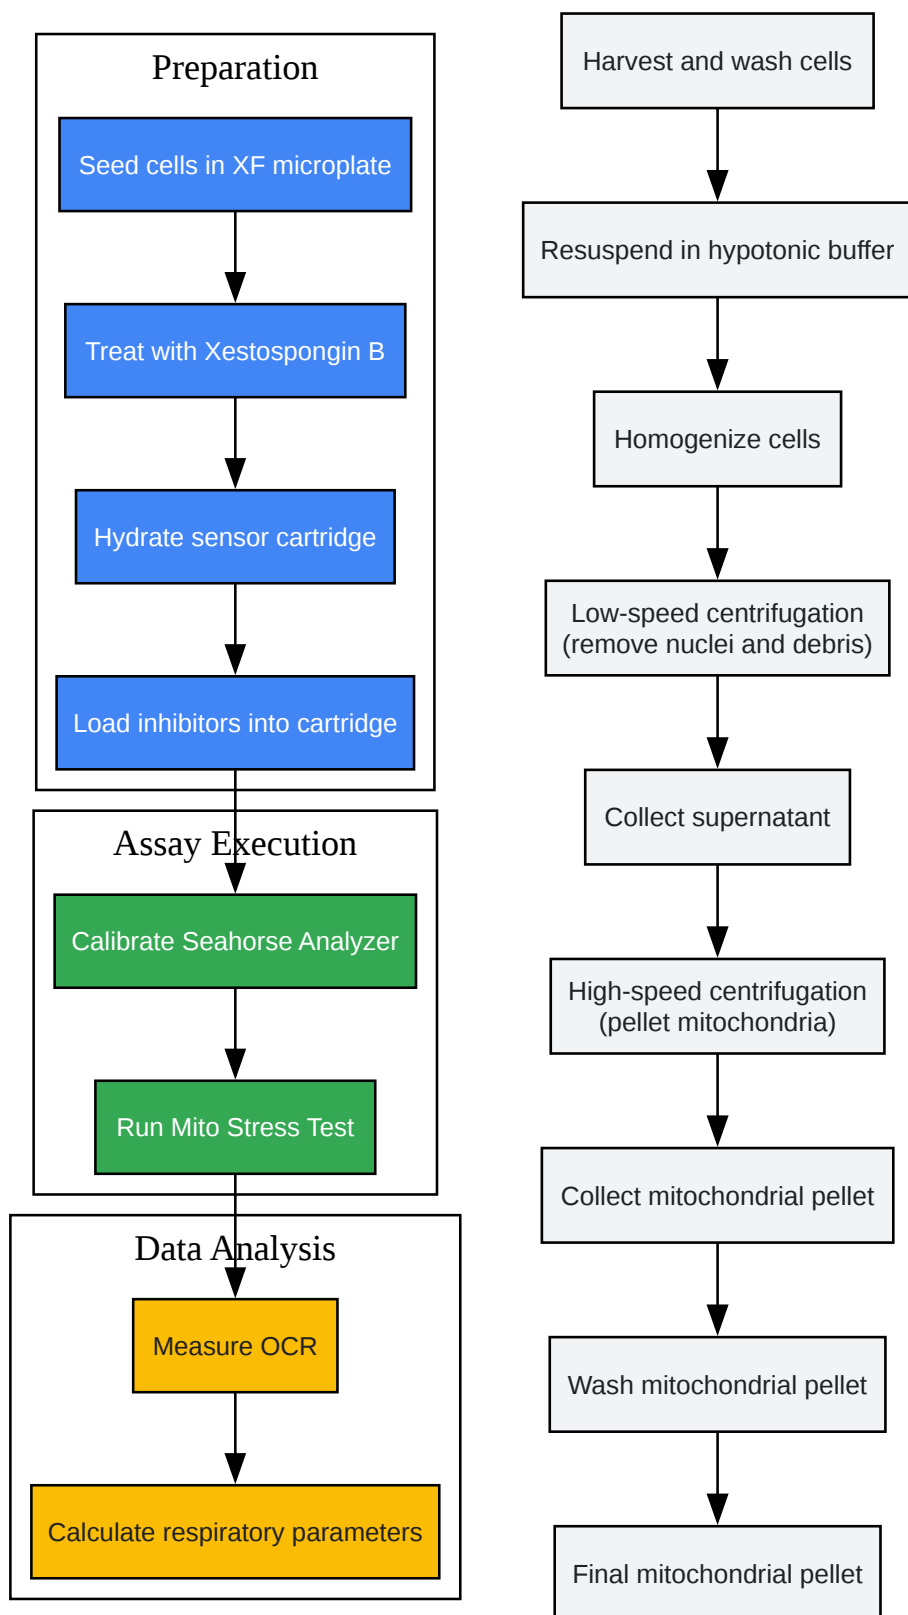 Preparation
Seed cells in XF microplate
Treat with Xestospongin B
Hydrate sensor cartridge
Load inhibitors into cartridge
Assay Execution
Calibrate Seahorse Analyzer
Run Mito Stress Test
Data Analysis
Measure OCR
Calculate respiratory parameters
Harvest and wash cells
Resuspend in hypotonic buffer
Homogenize cells
Low-speed centrifugation
(remove nuclei and debris)
Collect supernatant
High-speed centrifugation
(pellet mitochondria)
Collect mitochondrial pellet
Wash mitochondrial pellet
Final mitochondrial pellet